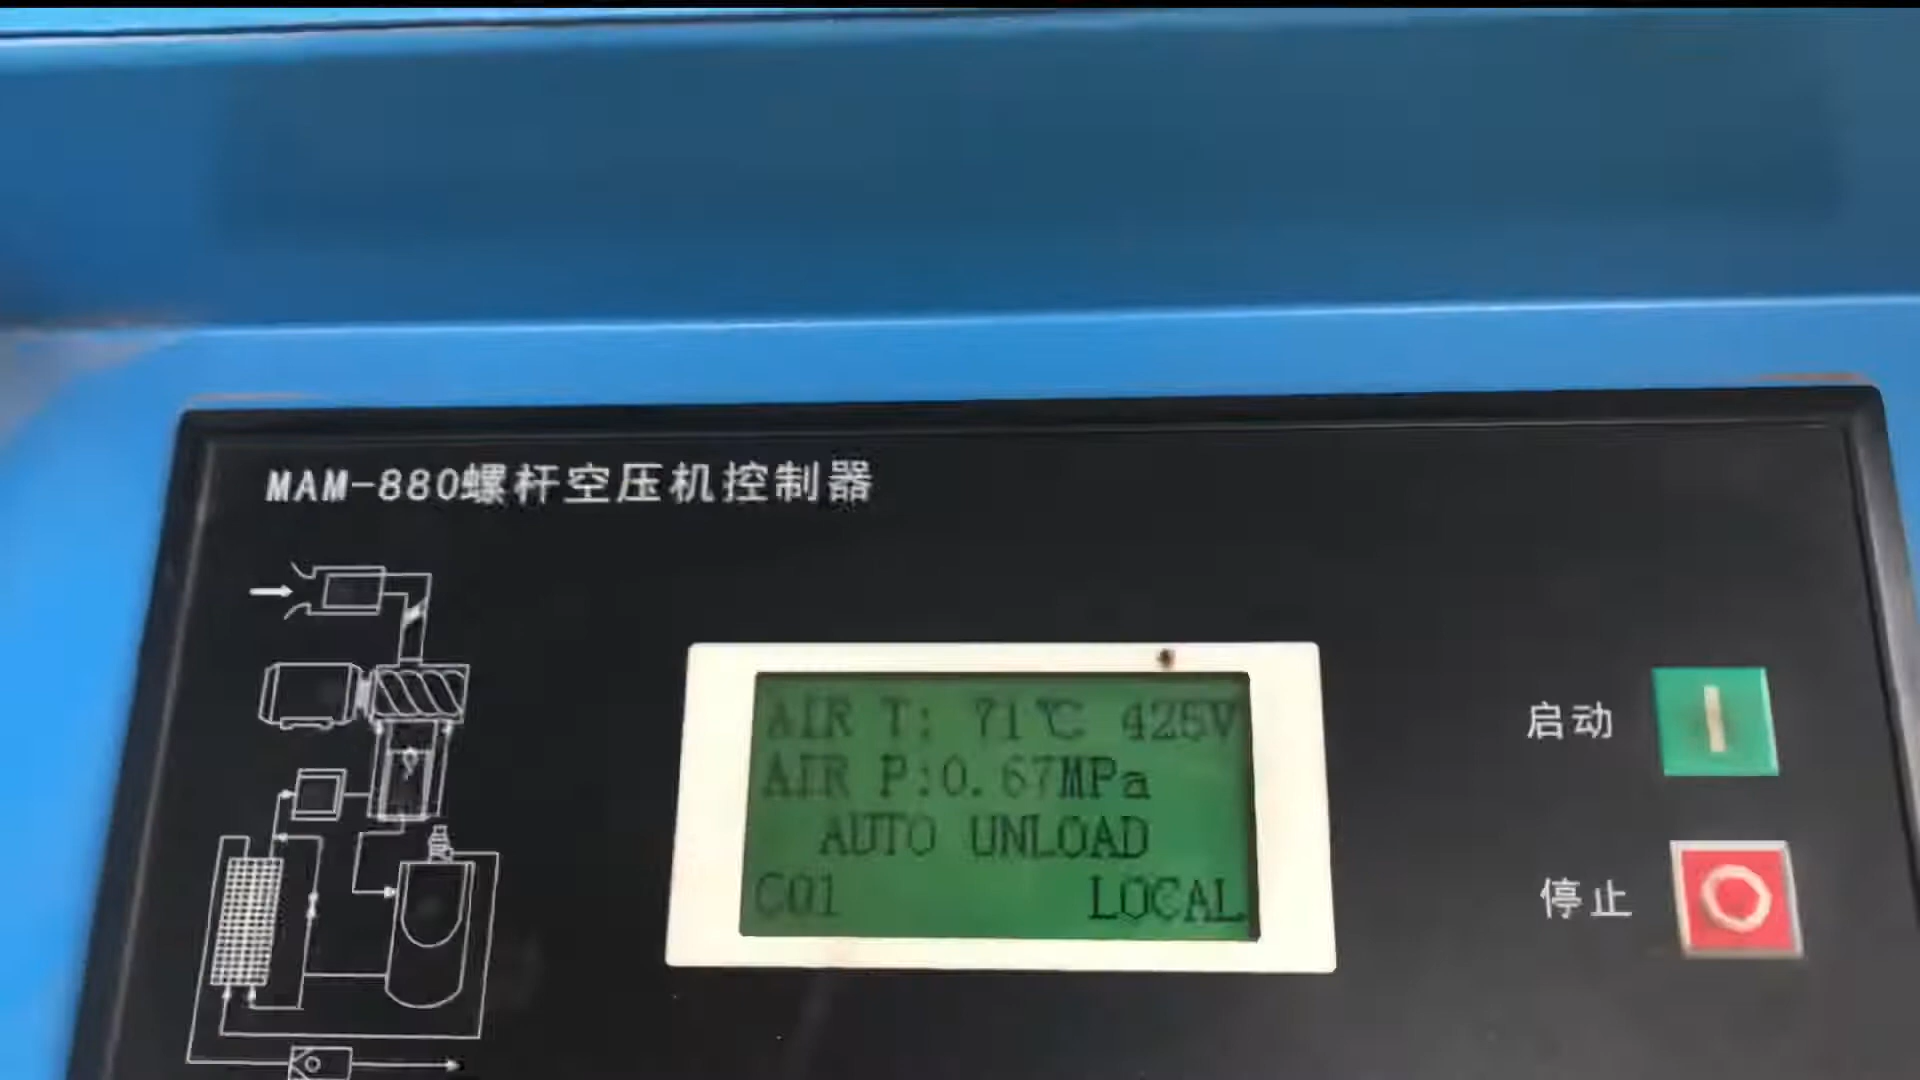 MAM-880螺杆空压机控制器
AIR T: 71℃ 425V
AIR P:0.67MPa
AUTO UNLOAD
C01 LOCAL
启动
停止